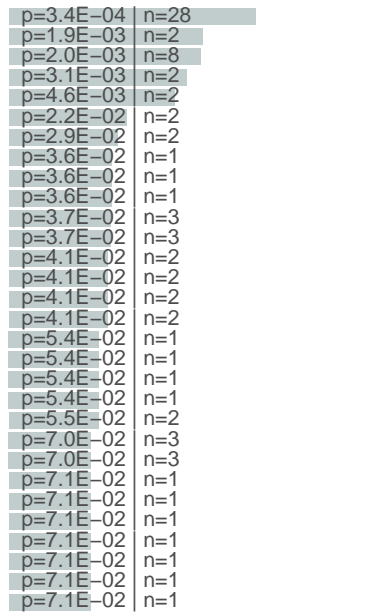 p=3.4E−04 | n=28
p=1.9E−03 | n=2
p=2.0E−03 | n=8
p=3.1E−03 | n=2
p=4.6E−03 | n=2
p=2.2E−02 | n=2
p=2.9E−02 | n=2
p=3.6E−02 | n=1
p=3.6E−02 | n=1
p=3.6E−02 | n=1
p=3.7E−02 | n=3
p=3.7E−02 | n=3
p=4.1E−02 | n=2
p=4.1E−02 | n=2
p=4.1E−02 | n=2
p=4.1E−02 | n=2
p=5.4E−02 | n=1
p=5.4E−02 | n=1
p=5.4E−02 | n=1
p=5.4E−02 | n=1
p=5.5E−02 | n=2
p=7.0E−02 | n=3
p=7.0E−02 | n=3
p=7.1E−02 | n=1
p=7.1E−02 | n=1
p=7.1E−02 | n=1
p=7.1E−02 | n=1
p=7.1E−02 | n=1
p=7.1E−02 | n=1
p=7.1E−02 | n=1